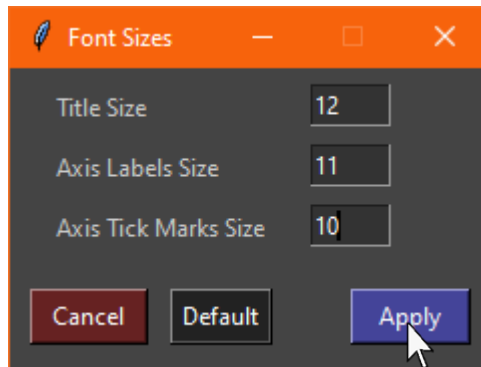 Font Sizes
Title Size 12
Axis Labels Size 11
Axis Tick Marks Size 10
Cancel Default Apply